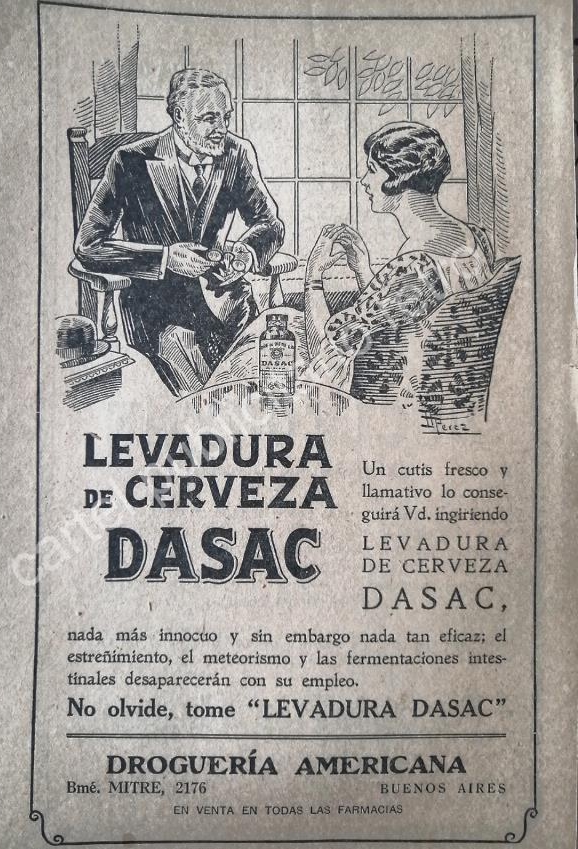 DASAC
H Perez
LEVADURA
DE CERVEZA
DASAC
Un cutis fresco y
llamativo lo conse-
guirá Vd. ingiriendo
LEVADURA
DE CERVEZA
DASAC,
nada más innocuo y sin embargo nada tan eficaz; el
estreñimiento, el meteorismo y las fermentaciones intes-
tinales desaparecerán con su empleo.
No olvide, tome "LEVADURA DASAC"
DROGUERÍA AMERICANA
Bmé. MITRE, 2176 BUENOS AIRES
EN VENTA EN TODAS LAS FARMACIAS